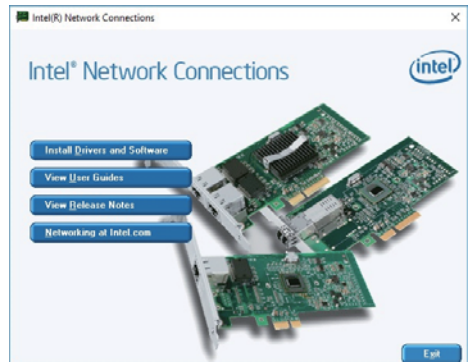 Intel(R) Network Connections
Intel® Network Connections
intel
Install Drivers and Software
View User Guides
View Release Notes
Networking at Intel.com
Exit